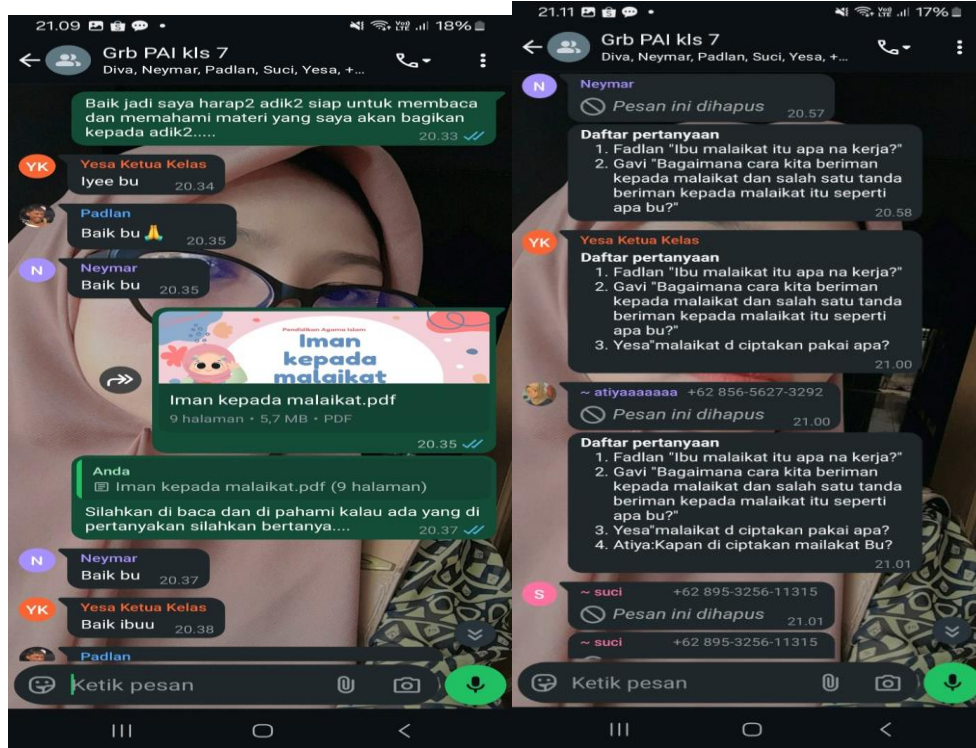 21.09
18%
Grb PAI kls 7
Diva, Neymar, Padlan, Suci, Yesa, +...
Baik jadi saya harap2 adik2 siap untuk membaca
dan memahami materi yang saya akan bagikan
kepada adik2.....
20.33
YK
Yesa Ketua Kelas
Iyee bu
20.34
Padlan
Baik bu🙏
20.35
N
Neymar
Baik bu
20.35
Pendidikan Agama Islam
Iman
kepada
malaikat
Iman kepada malaikat.pdf
9 halaman • 5,7 MB • PDF
20.35
Anda
Iman kepada malaikat.pdf (9 halaman)
Silahkan di baca dan di pahami kalau ada yang di
pertanyakan silahkan bertanya....
20.37
N
Neymar
Baik bu
20.37
YK
Yesa Ketua Kelas
Baik ibuu
20.38
Padlan
Ketik pesan
21.11
17%
Grb PAI kls 7
Diva, Neymar, Padlan, Suci, Yesa, +...
N
Neymar
Pesan ini dihapus
20.57
Daftar pertanyaan
1. Fadlan "Ibu malaikat itu apa na kerja?"
2. Gavi "Bagaimana cara kita beriman
kepada malaikat dan salah satu tanda
beriman kepada malaikat itu seperti
apa bu?"
20.58
YK
Yesa Ketua Kelas
Daftar pertanyaan
1. Fadlan "Ibu malaikat itu apa na kerja?"
2. Gavi "Bagaimana cara kita beriman
kepada malaikat dan salah satu tanda
beriman kepada malaikat itu seperti
apa bu?"
3. Yesa"malaikat d ciptakan pakai apa?
21.00
~ atiyaaaaaaa +62 856-5627-3292
Pesan ini dihapus
21.00
Daftar pertanyaan
1. Fadlan "Ibu malaikat itu apa na kerja?"
2. Gavi "Bagaimana cara kita beriman
kepada malaikat dan salah satu tanda
beriman kepada malaikat itu seperti
apa bu?"
3. Yesa"malaikat d ciptakan pakai apa?
4. Atiya:Kapan di ciptakan mailakat Bu?
21.01
S
~ suci +62 895-3256-11315
Pesan ini dihapus
21.01
~ suci +62 895-3256-11315
Ketik pesan